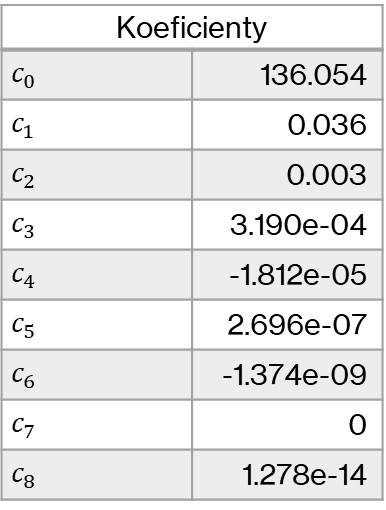 Koeficienty
c₀ 136.054
c₁ 0.036
c₂ 0.003
c₃ 3.190e-04
c₄ -1.812e-05
c₅ 2.696e-07
c₆ -1.374e-09
c₇ 0
c₈ 1.278e-14